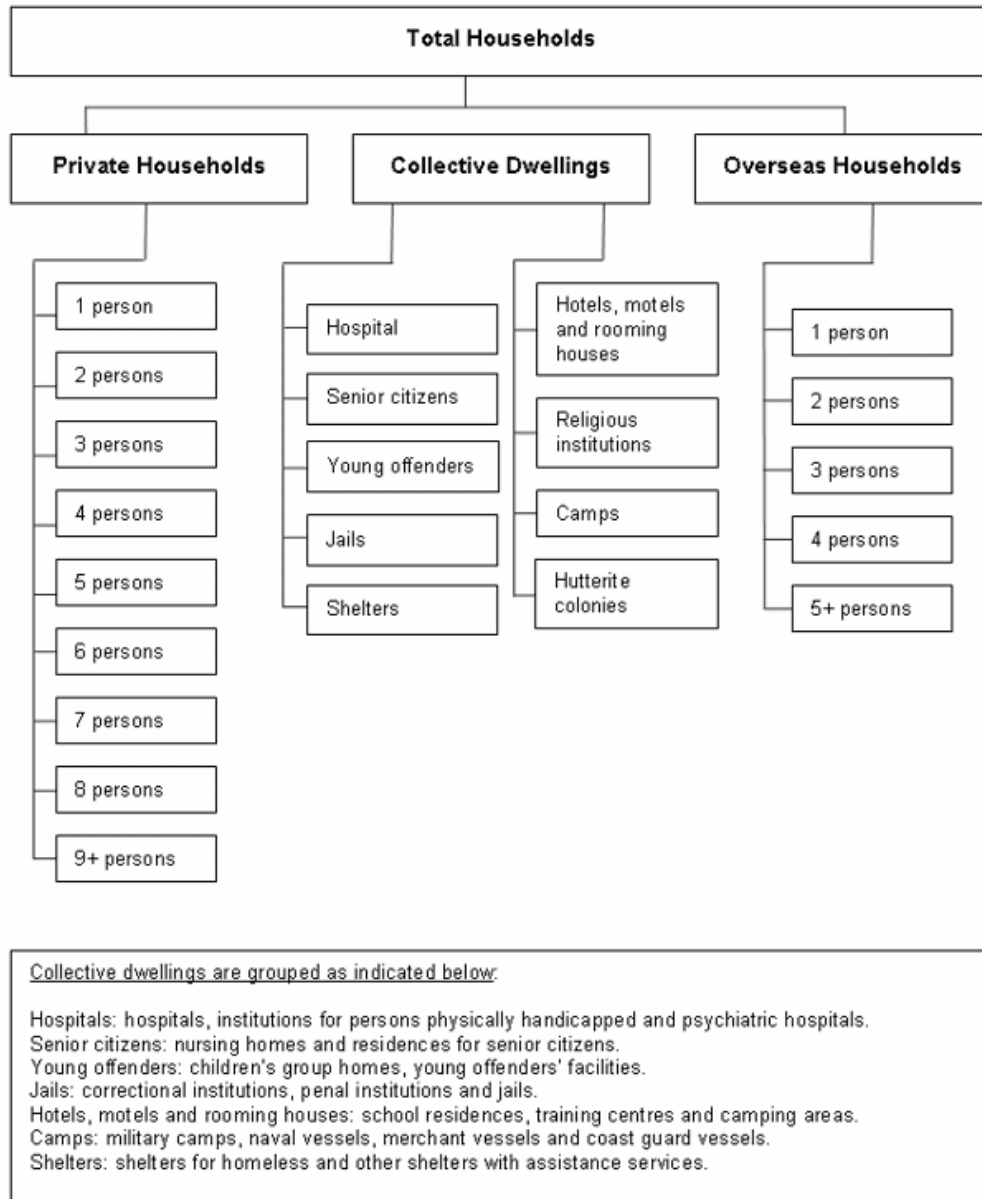 Total Households
Private Households
Collective Dwellings
Overseas Households
1 person
2 persons
3 persons
4 persons
5 persons
6 persons
7 persons
8 persons
9+ persons
Hospital
Senior citizens
Young offenders
Jails
Shelters
Hotels, motels
and rooming
houses
Religious
institutions
Camps
Hutterite
colonies
1 person
2 persons
3 persons
4 persons
5+ persons
Collective dwellings are grouped as indicated below:
Hospitals: hospitals, institutions for persons physically handicapped and psychiatric hospitals.
Senior citizens: nursing homes and residences for senior citizens.
Young offenders: children's group homes, young offenders' facilities.
Jails: correctional institutions, penal institutions and jails.
Hotels, motels and rooming houses: school residences, training centres and camping areas.
Camps: military camps, naval vessels, merchant vessels and coast guard vessels.
Shelters: shelters for homeless and other shelters with assistance services.